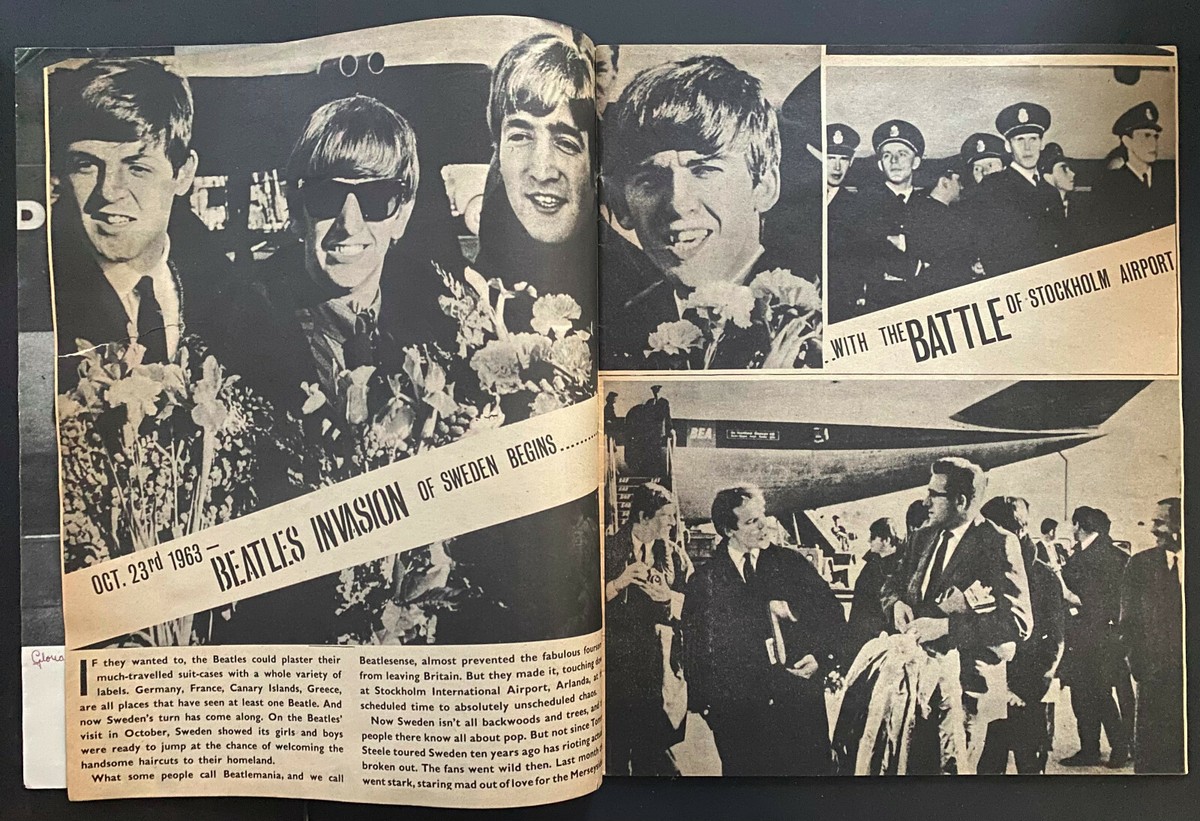 OCT. 23rd 1963 — BEATLES INVASION OF SWEDEN BEGINS..........
..WITH THE BATTLE OF STOCKHOLM AIRPORT
D
BEA
Gloria
IF they wanted to, the Beatles could plaster their
much-travelled suit-cases with a whole variety of
labels. Germany, France, Canary Islands, Greece,
are all places that have seen at least one Beatle. And
now Sweden's turn has come along. On the Beatles'
visit in October, Sweden showed its girls and boys
were ready to jump at the chance of welcoming the
handsome haircuts to their homeland.
What some people call Beatlemania, and we call
Beatlesense, almost prevented the fabulous
from leaving Britain. But they made it, touching
at Stockholm International Airport, Arlanda, at
scheduled time to absolutely unscheduled chaos.
Now Sweden isn't all backwoods and trees, and
people there know all about pop. But not since
Steele toured Sweden ten years ago has rioting
broken out. The fans went wild then. Last month
went stark, staring mad out of love for the